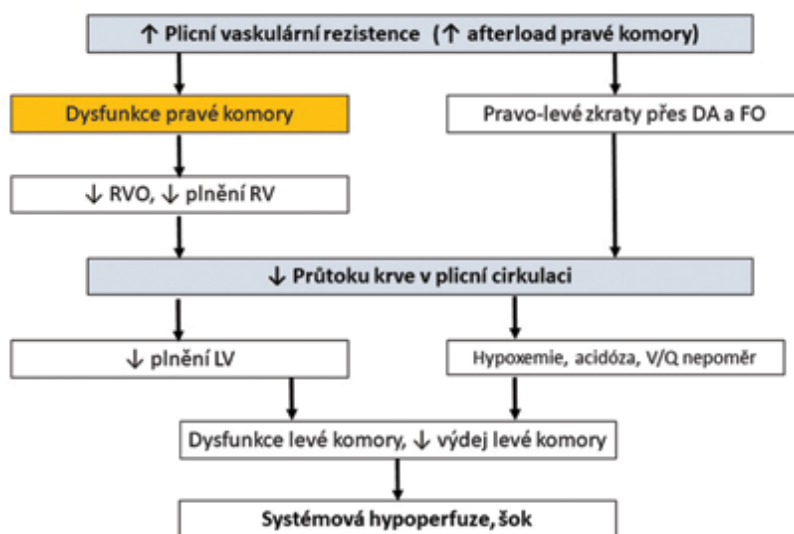 ↑ Plicní vaskulární rezistence (↑ afterload pravé komory)
Dysfunkce pravé komory
Pravo-levé zkraty přes DA a FO
↓ RVO, ↓ plnění RV
↓ Průtoku krve v plicní cirkulaci
↓ plnění LV
Hypoxemie, acidóza, V/Q nepoměr
Dysfunkce levé komory, ↓ výdej levé komory
Systémová hypoperfuze, šok